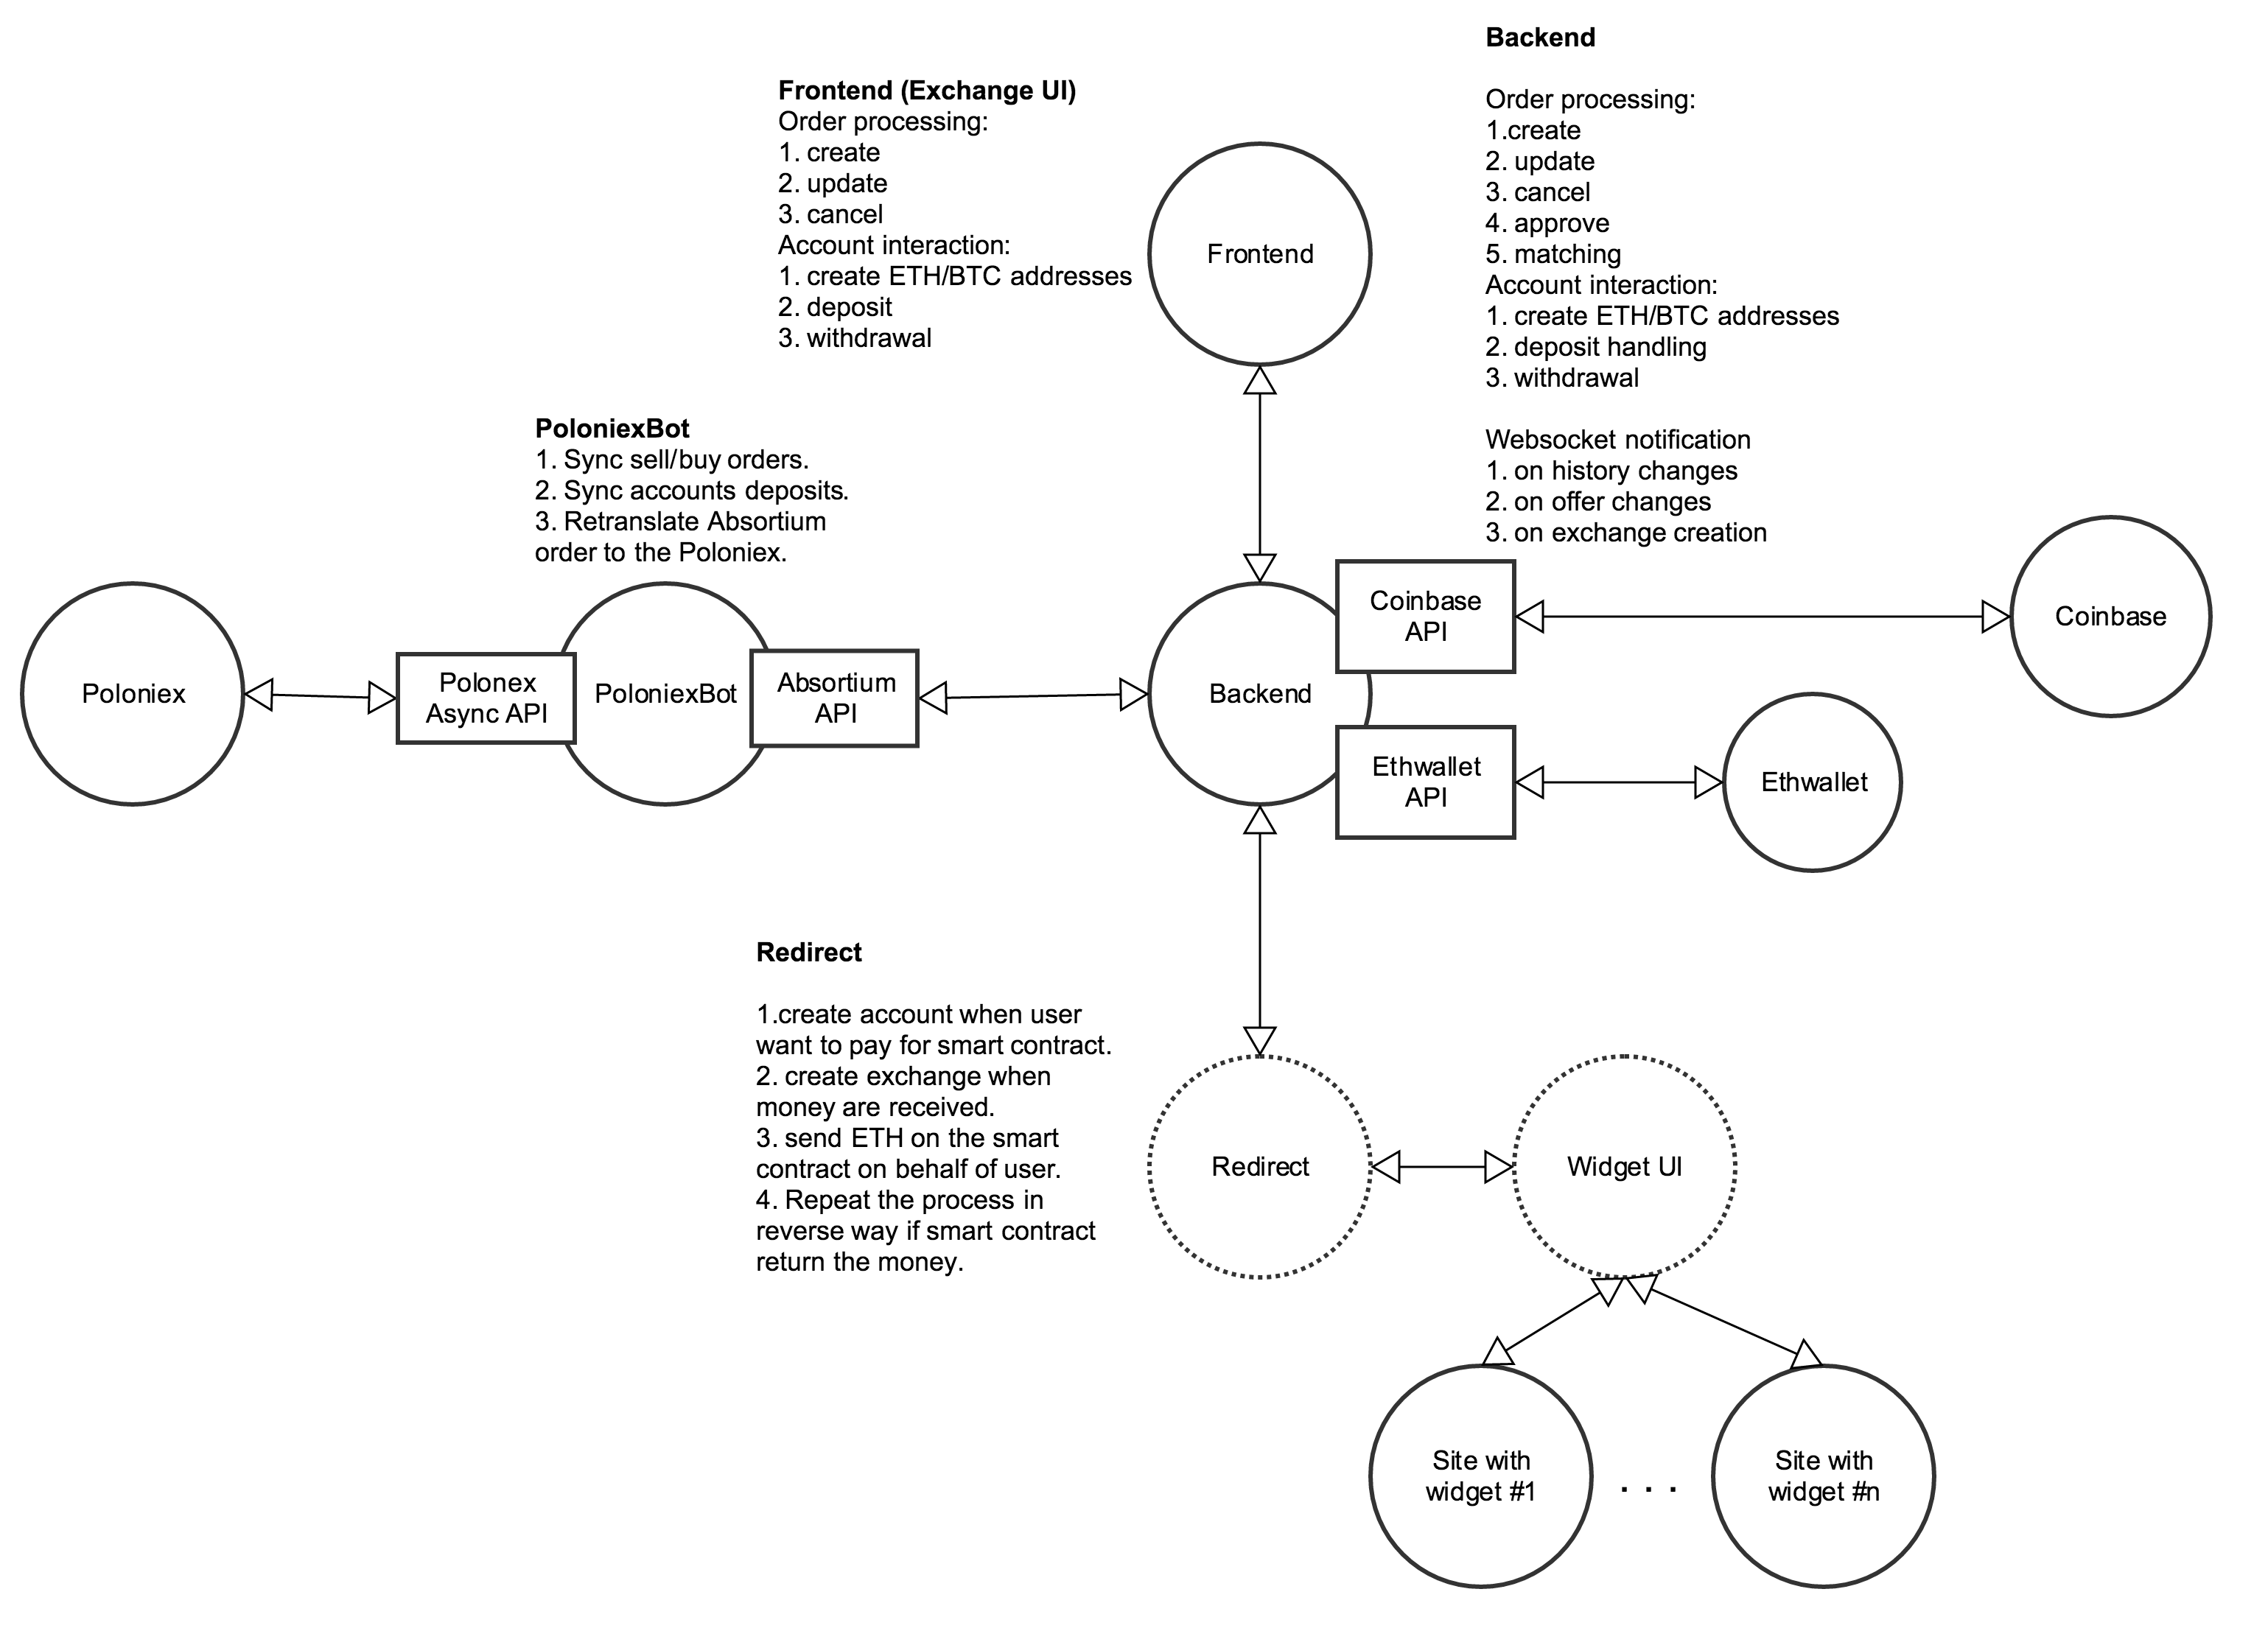 Backend
Order processing:
1.create
2. update
3. cancel
4. approve
5. matching
Account interaction:
1. create ETH/BTC addresses
2. deposit handling
3. withdrawal
Websocket notification
1. on history changes
2. on offer changes
3. on exchange creation
Frontend (Exchange UI)
Order processing:
1. create
2. update
3. cancel
Account interaction:
1. create ETH/BTC addresses
2. deposit
3. withdrawal
Frontend
PoloniexBot
1. Sync sell/buy orders.
2. Sync accounts deposits.
3. Retranslate Absortium
order to the Poloniex.
Poloniex
Polonex
Async API
PoloniexBot
Absortium
API
Backend
Coinbase
API
Coinbase
Ethwallet
API
Ethwallet
Redirect
1.create account when user
want to pay for smart contract.
2. create exchange when
money are received.
3. send ETH on the smart
contract on behalf of user.
4. Repeat the process in
reverse way if smart contract
return the money.
Redirect
Widget UI
Site with
widget #1
. . .
Site with
widget #n